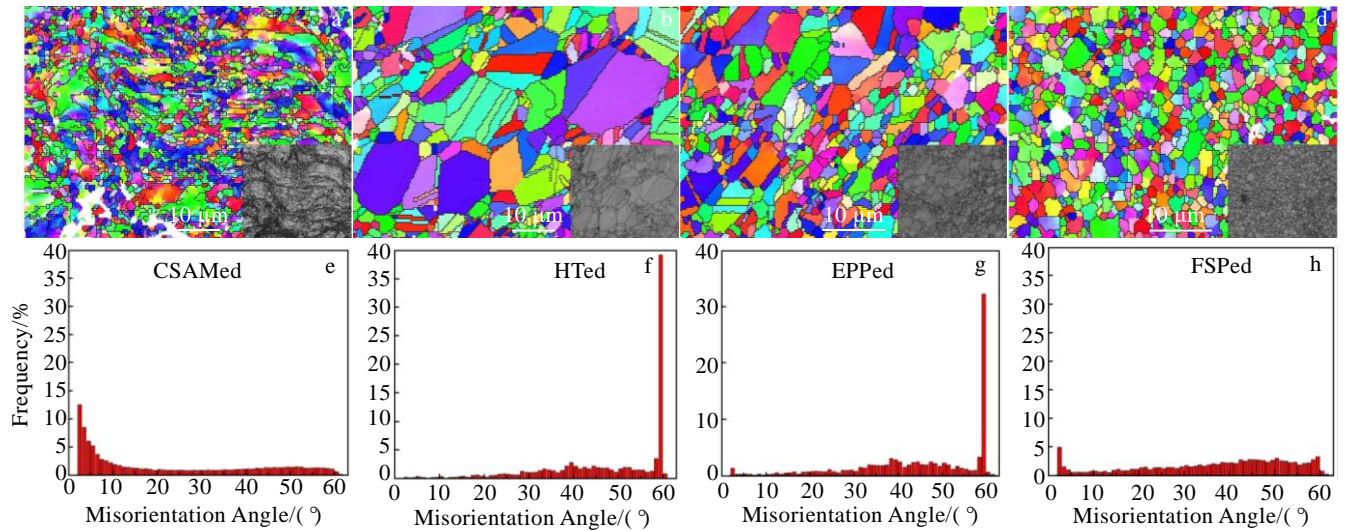 a b c d
10 μm 10 μm 10 μm 10 μm
CSAMed e HTed f EPPed g FSPed h
Frequency/%
40 40 40 40
35 35 35
30 30 30 30
25 25 25
20 20 20 20
15 15 15
10 10 10 10
5 5 5
0 0 0 0
0 10 20 30 40 50 60 0 10 20 30 40 50 60 0 10 20 30 40 50 60 0 10 20 30 40 50 60
Misorientation Angle/(°) Misorientation Angle/(°) Misorientation Angle/(°) Misorientation Angle/(°)